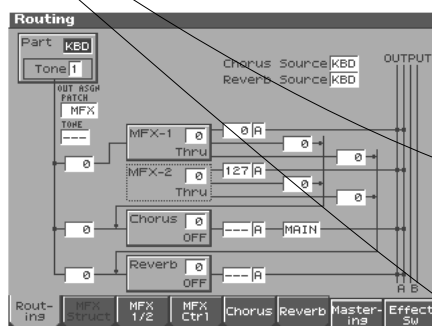 Routing
Part KBD
Tone 1
Chorus Source KBD
Reverb Source KBD
OUTPUT
OUT ASGN
PATCH
MFX
TONE
---
0
MFX-1 0
Thru
0 A
0
0
MFX-2 0
Thru
127 A
0
0
0
Chorus 0
OFF
--- A
MAIN
0
Reverb 0
OFF
--- A
A B
Rout-
ing
MFX
Struct
MFX
1/2
MFX
Ctrl
Chorus
Reverb
Master-
ing
Effect
Sw